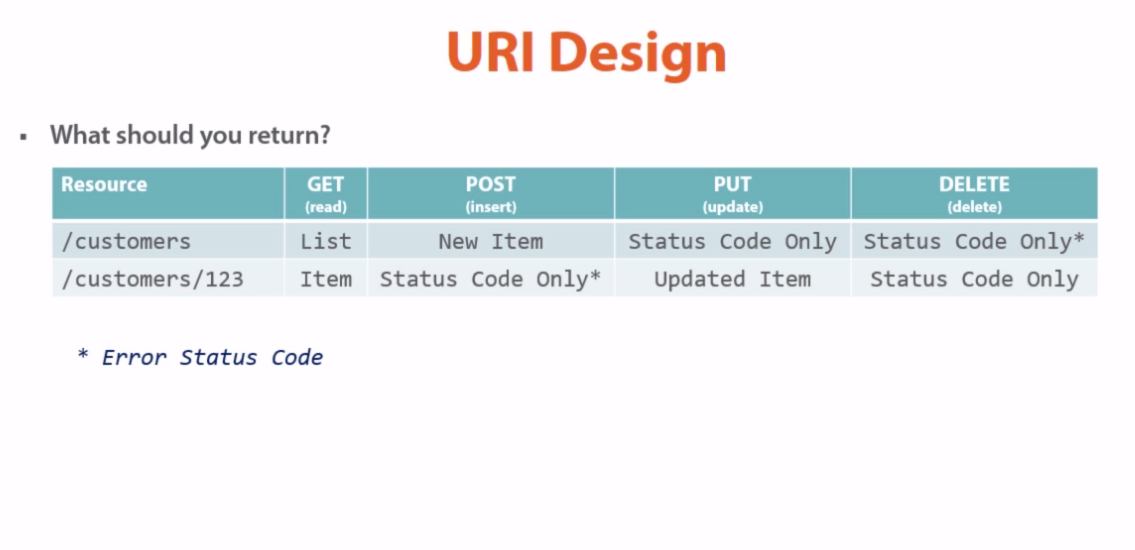 URI Design
▪ What should you return?
Resource GET POST PUT DELETE
(read) (insert) (update) (delete)
/customers List New Item Status Code Only Status Code Only*
/customers/123 Item Status Code Only* Updated Item Status Code Only
* Error Status Code